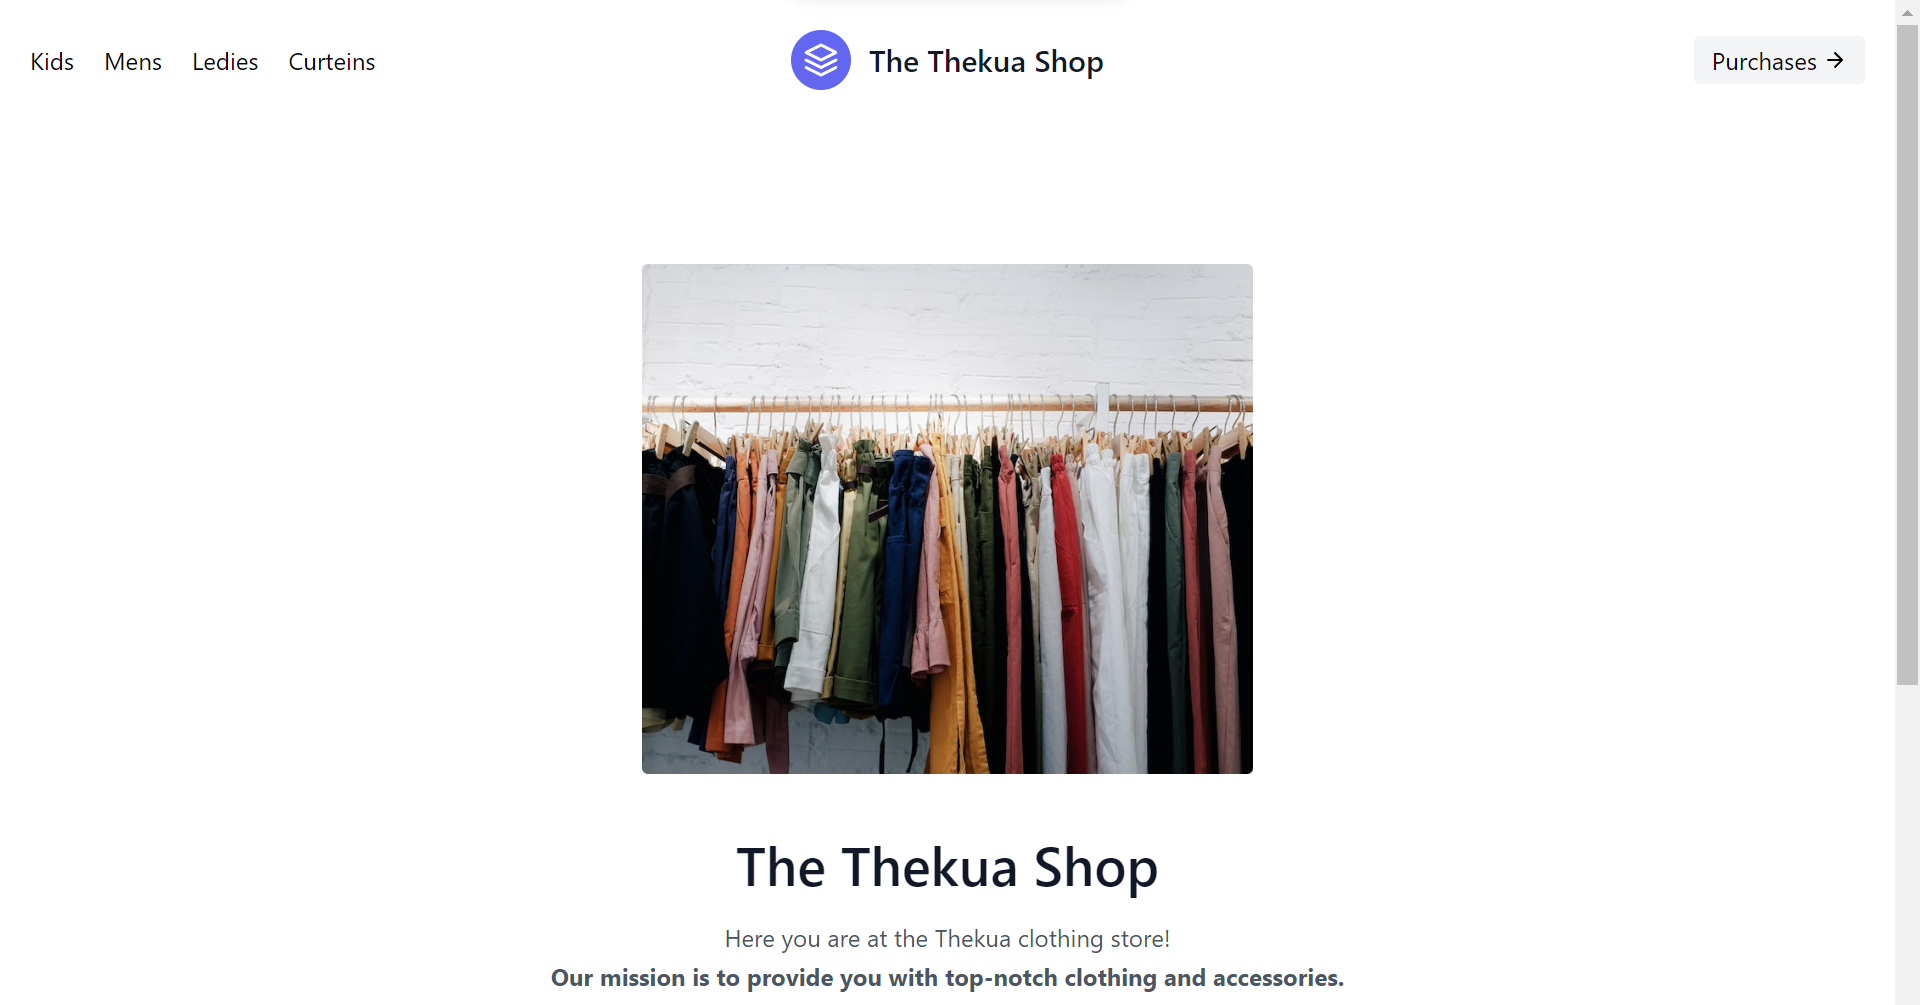 Kids Mens Ledies Curteins The Thekua Shop Purchases →
The Thekua Shop
Here you are at the Thekua clothing store!
Our mission is to provide you with top-notch clothing and accessories.